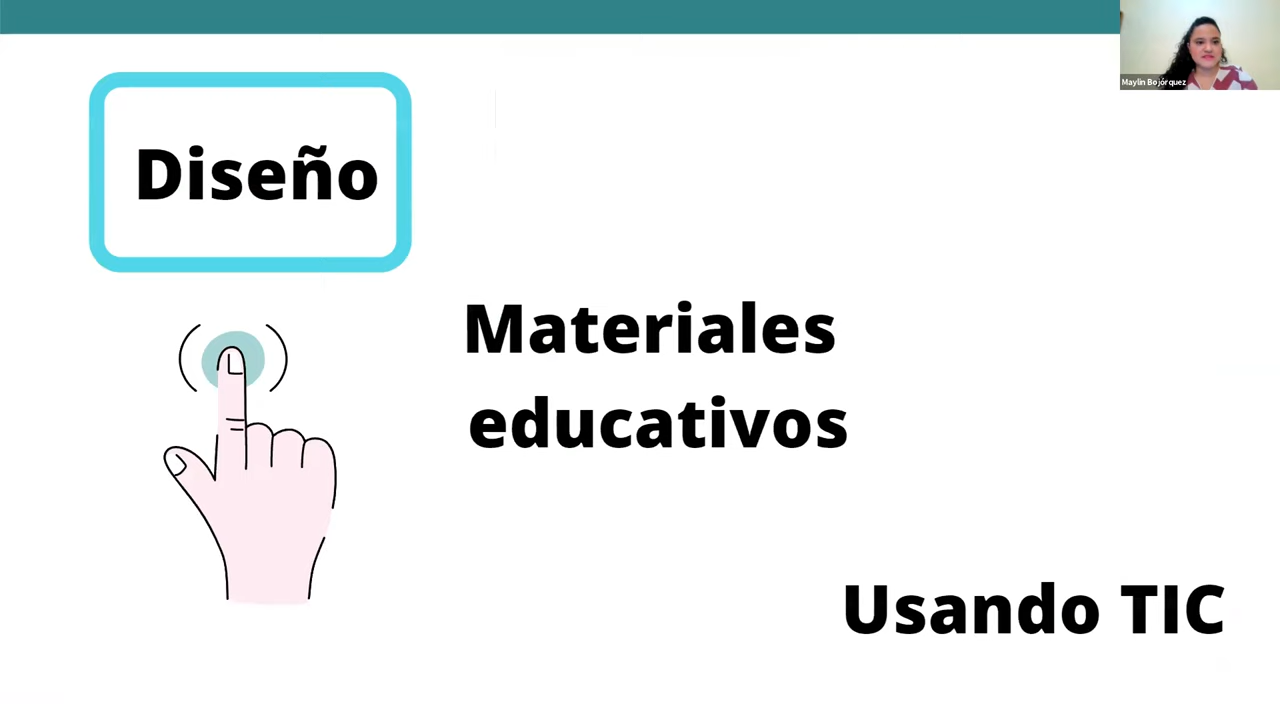 Maylin Bojórquez
Diseño
Materiales
educativos
Usando TIC